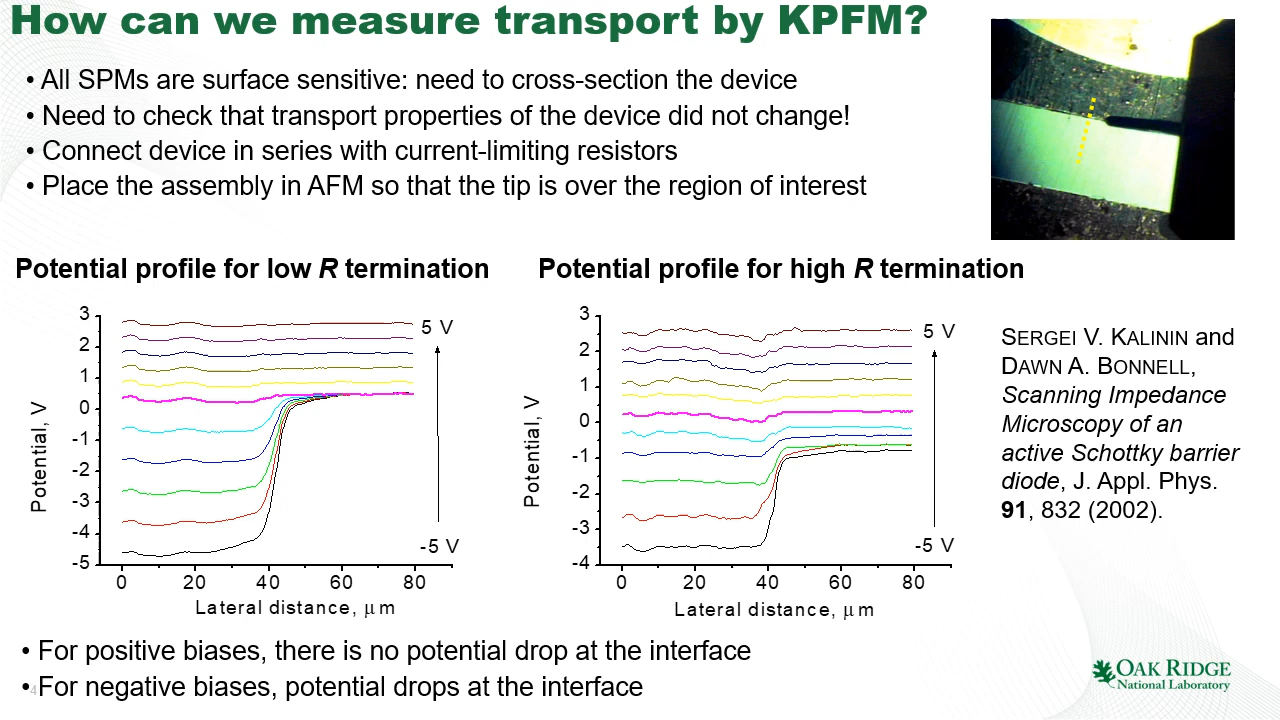 How can we measure transport by KPFM?
• All SPMs are surface sensitive: need to cross-section the device
• Need to check that transport properties of the device did not change!
• Connect device in series with current-limiting resistors
• Place the assembly in AFM so that the tip is over the region of interest
Potential profile for low R termination
3
2
1
0
-1
-2
-3
-4
-5
Potential, V
5 V
-5 V
0 20 40 60 80
Lateral distance, μm
Potential profile for high R termination
3
2
1
0
-1
-2
-3
-4
Potential, V
5 V
-5 V
0 20 40 60 80
Lateral distance, μm
SERGEI V. KALININ and
DAWN A. BONNELL,
Scanning Impedance
Microscopy of an
active Schottky barrier
diode, J. Appl. Phys.
91, 832 (2002).
• For positive biases, there is no potential drop at the interface
• For negative biases, potential drops at the interface
4
OAK RIDGE
National Laboratory